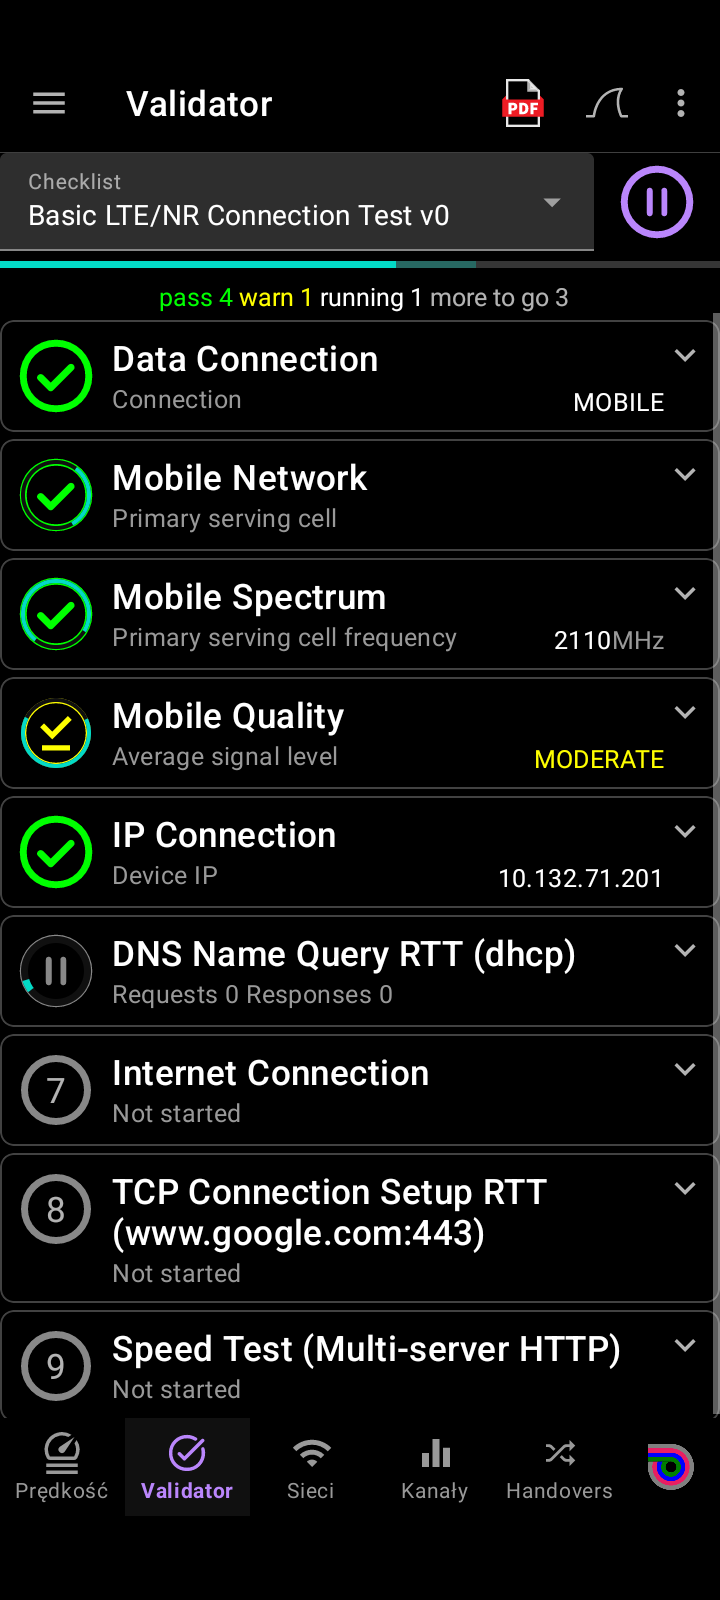 Validator
PDF
Checklist
Basic LTE/NR Connection Test v0
pass 4 warn 1 running 1 more to go 3
Data Connection
Connection
MOBILE
Mobile Network
Primary serving cell
Mobile Spectrum
Primary serving cell frequency
2110MHz
Mobile Quality
Average signal level
MODERATE
IP Connection
Device IP
10.132.71.201
DNS Name Query RTT (dhcp)
Requests 0 Responses 0
7
Internet Connection
Not started
8
TCP Connection Setup RTT
(www.google.com:443)
Not started
9
Speed Test (Multi-server HTTP)
Not started
Prędkość
Validator
Sieci
Kanały
Handovers